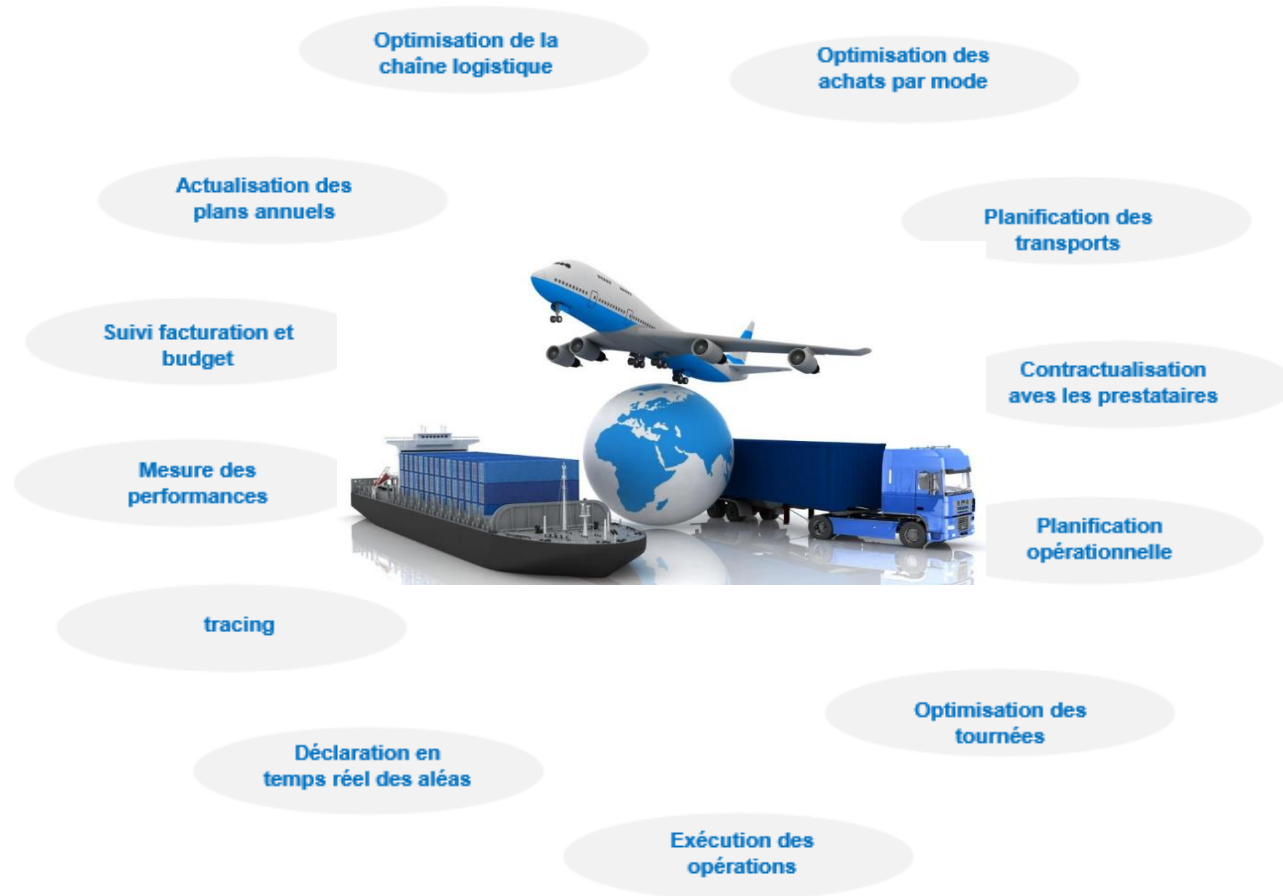 Optimisation de la
chaîne logistique
Optimisation des
achats par mode
Actualisation des
plans annuels
Planification des
transports
Suivi facturation et
budget
Contractualisation
aves les prestataires
Mesure des
performances
Planification
opérationnelle
tracing
Optimisation des
tournées
Déclaration en
temps réel des aléas
Exécution des
opérations